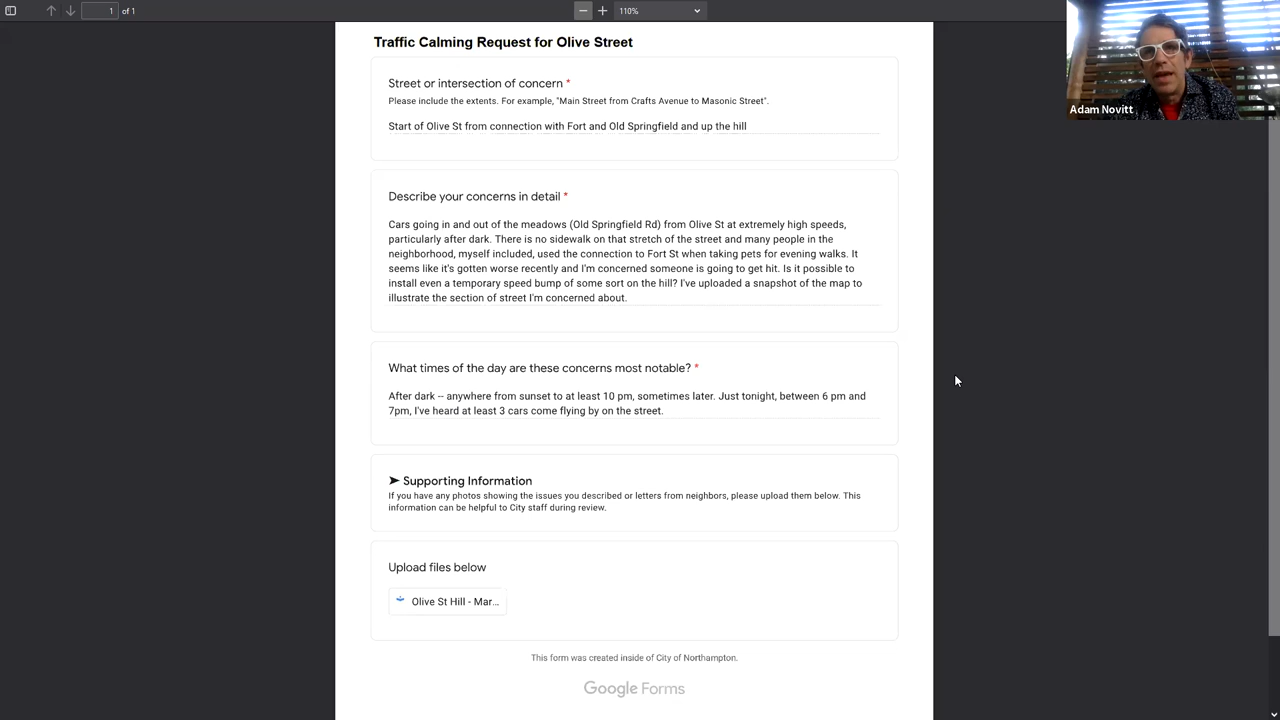 1 of 1
110%
Adam Novitt
Traffic Calming Request for Olive Street
Street or intersection of concern *
Please include the extents. For example, "Main Street from Crafts Avenue to Masonic Street".
Start of Olive St from connection with Fort and Old Springfield and up the hill
Describe your concerns in detail *
Cars going in and out of the meadows (Old Springfield Rd) from Olive St at extremely high speeds,
particularly after dark. There is no sidewalk on that stretch of the street and many people in the
neighborhood, myself included, used the connection to Fort St when taking pets for evening walks. It
seems like it's gotten worse recently and I'm concerned someone is going to get hit. Is it possible to
install even a temporary speed bump of some sort on the hill? I've uploaded a snapshot of the map to
illustrate the section of street I'm concerned about.
What times of the day are these concerns most notable? *
After dark -- anywhere from sunset to at least 10 pm, sometimes later. Just tonight, between 6 pm and
7pm, I've heard at least 3 cars come flying by on the street.
➤ Supporting Information
If you have any photos showing the issues you described or letters from neighbors, please upload them below. This
information can be helpful to City staff during review.
Upload files below
Olive St Hill - Mar...
This form was created inside of City of Northampton.
Google Forms